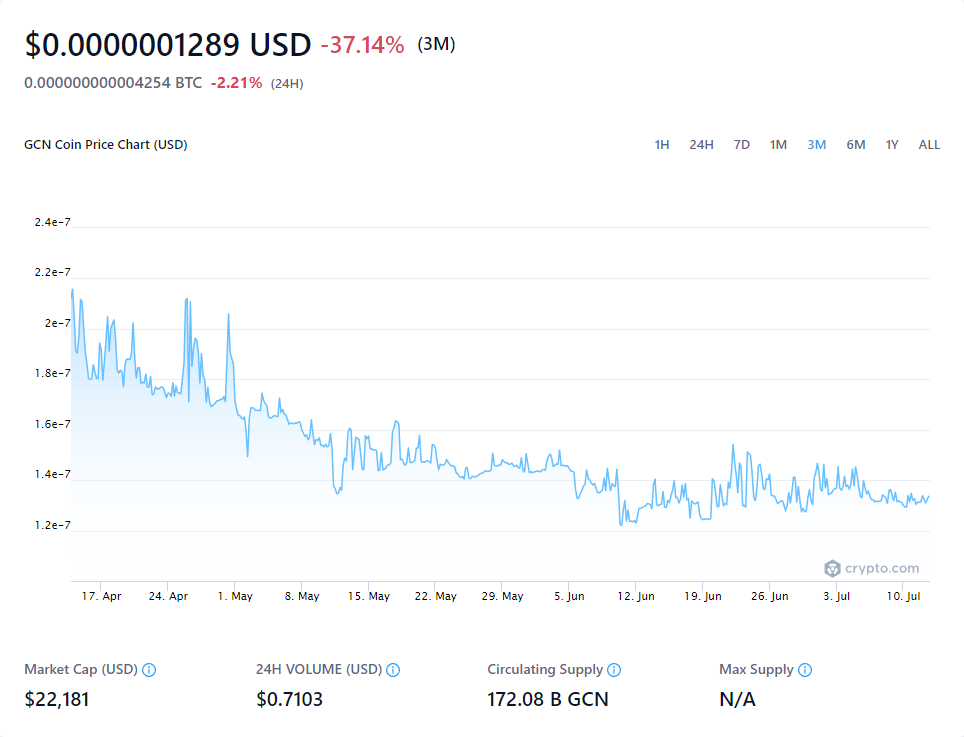 $0.0000001289 USD -37.14% (3M)
0.000000000004254 BTC -2.21% (24H)
GCN Coin Price Chart (USD) 1H 24H 7D 1M 3M 6M 1Y ALL
2.4e-7
2.2e-7
2e-7
1.8e-7
1.6e-7
1.4e-7
1.2e-7
crypto.com
17. Apr 24. Apr 1. May 8. May 15. May 22. May 29. May 5. Jun 12. Jun 19. Jun 26. Jun 3. Jul 10. Jul
Market Cap (USD) 24H VOLUME (USD) Circulating Supply Max Supply
$22,181 $0.7103 172.08 B GCN N/A